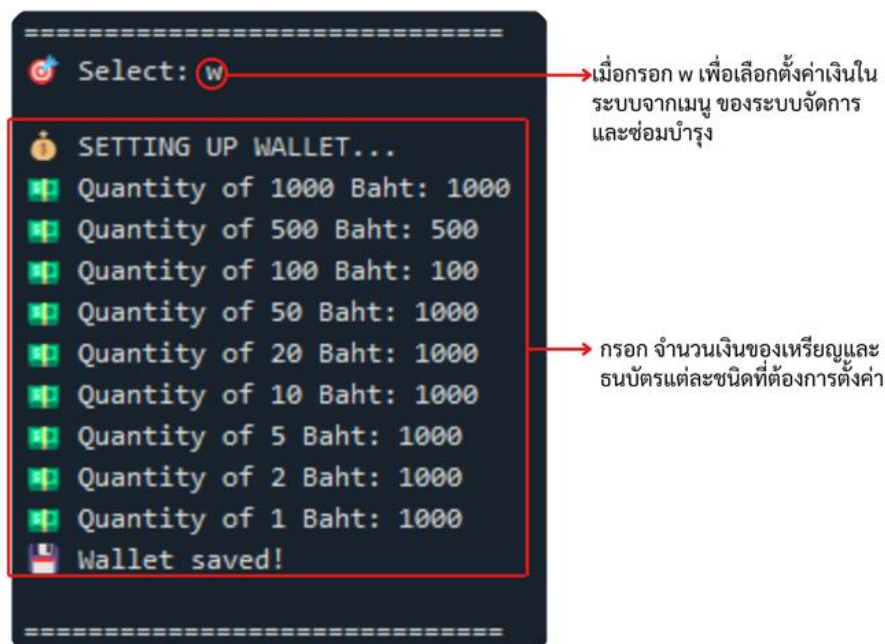 ===============================
Select: w
เมื่อกรอก w เพื่อเลือกตั้งค่าเงินใน
ระบบจากเมนู ของระบบจัดการ
และซ่อมบำรุง
SETTING UP WALLET...
Quantity of 1000 Baht: 1000
Quantity of 500 Baht: 500
Quantity of 100 Baht: 100
Quantity of 50 Baht: 1000
Quantity of 20 Baht: 1000
Quantity of 10 Baht: 1000
Quantity of 5 Baht: 1000
Quantity of 2 Baht: 1000
Quantity of 1 Baht: 1000
Wallet saved!
กรอก จำนวนเงินของเหรียญและ
ธนบัตรแต่ละชนิดที่ต้องการตั้งค่า
===============================